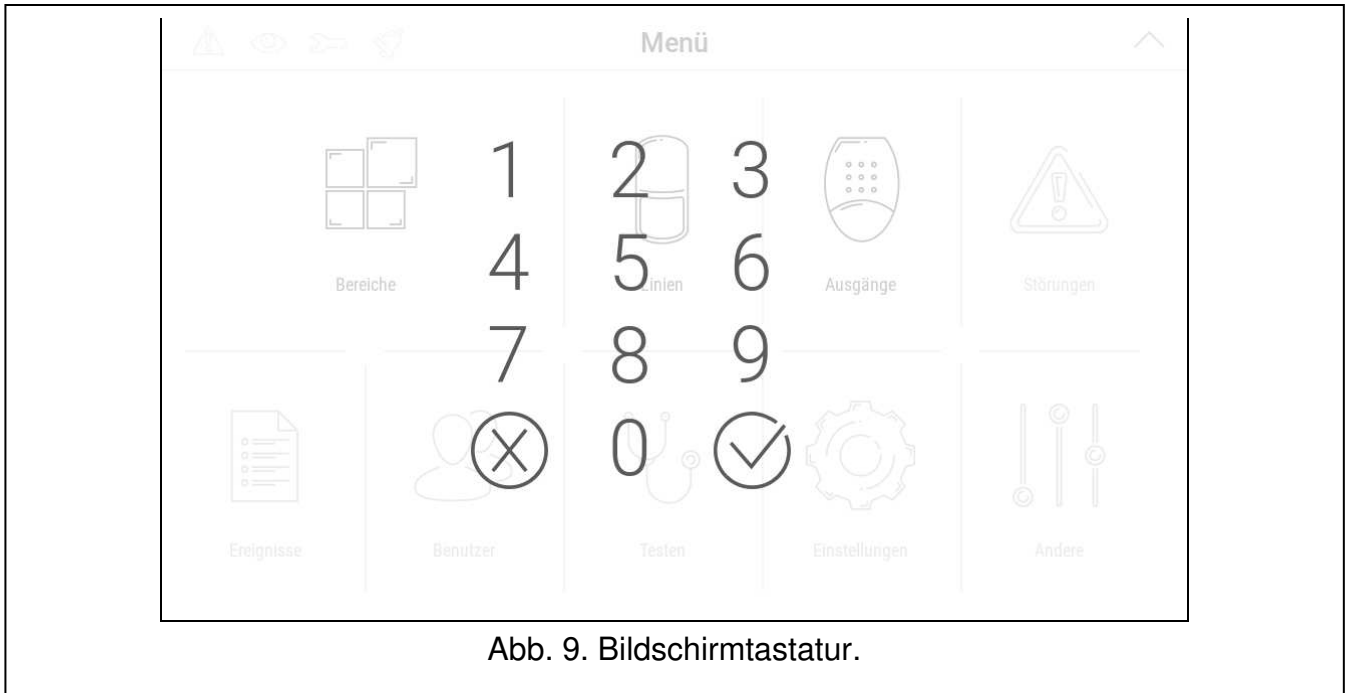 Menü
1 2 3
4 5 6
Bereiche Linien Ausgänge Störungen
7 8 9
0
Ereignisse Benutzer Testen Einstellungen Andere
Abb. 9. Bildschirmtastatur.